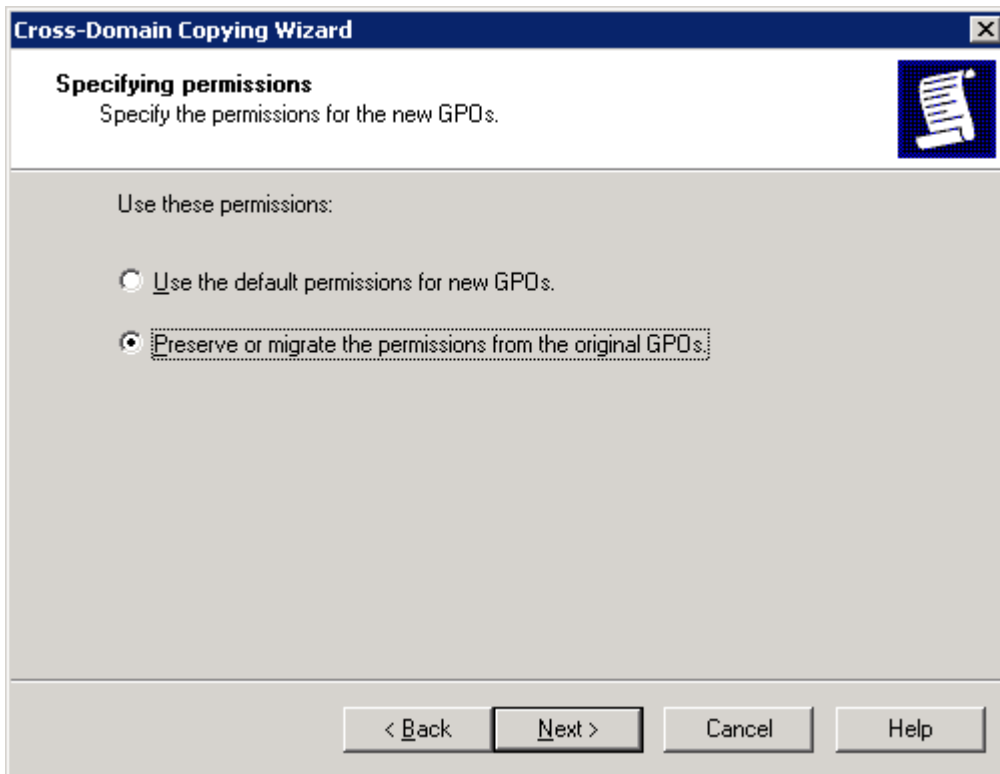 Cross-Domain Copying Wizard
Specifying permissions
Specify the permissions for the new GPOs.
Use these permissions:
Use the default permissions for new GPOs.
Preserve or migrate the permissions from the original GPOs.
< Back
Next >
Cancel
Help